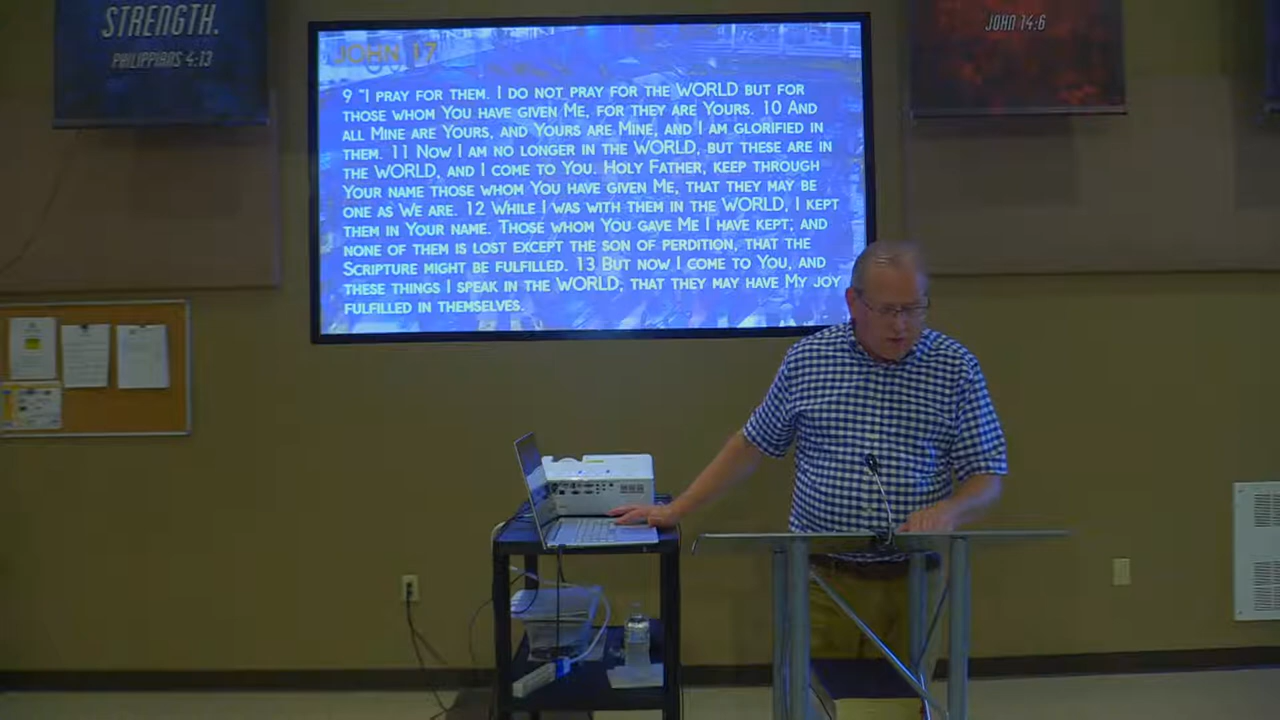 STRENGTH.
PHILIPPIANS 4:13
JOHN 14:6
JOHN 17
9 "I PRAY FOR THEM. I DO NOT PRAY FOR THE WORLD BUT FOR
THOSE WHOM YOU HAVE GIVEN ME, FOR THEY ARE YOURS. 10 AND
ALL MINE ARE YOURS, AND YOURS ARE MINE, AND I AM GLORIFIED IN
THEM. 11 NOW I AM NO LONGER IN THE WORLD, BUT THESE ARE IN
THE WORLD, AND I COME TO YOU. HOLY FATHER, KEEP THROUGH
YOUR NAME THOSE WHOM YOU HAVE GIVEN ME, THAT THEY MAY BE
ONE AS WE ARE. 12 WHILE I WAS WITH THEM IN THE WORLD, I KEPT
THEM IN YOUR NAME. THOSE WHOM YOU GAVE ME I HAVE KEPT; AND
NONE OF THEM IS LOST EXCEPT THE SON OF PERDITION, THAT THE
SCRIPTURE MIGHT BE FULFILLED. 13 BUT NOW I COME TO YOU, AND
THESE THINGS I SPEAK IN THE WORLD, THAT THEY MAY HAVE MY JOY
FULFILLED IN THEMSELVES.